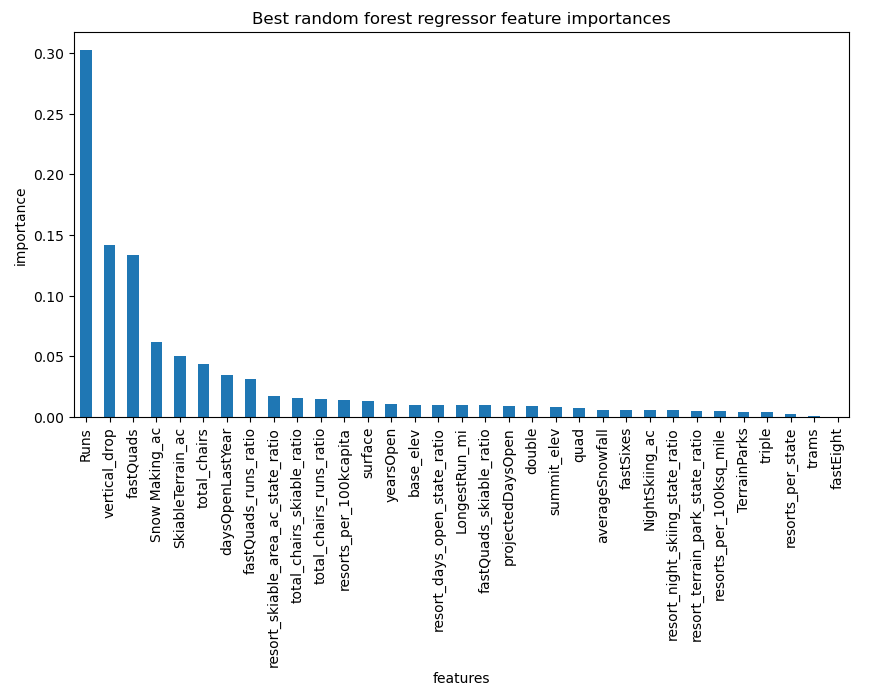 Best random forest regressor feature importances
importance
0.30
0.25
0.20
0.15
0.10
0.05
0.00
Runs
vertical_drop
fastQuads
Snow Making_ac
SkiableTerrain_ac
total_chairs
daysOpenLastYear
fastQuads_runs_ratio
resort_skiable_area_ac_state_ratio
total_chairs_skiable_ratio
total_chairs_runs_ratio
resorts_per_100kcapita
surface
yearsOpen
base_elev
resort_days_open_state_ratio
LongestRun_mi
fastQuads_skiable_ratio
projectedDaysOpen
double
summit_elev
quad
averageSnowfall
fastSixes
NightSkiing_ac
resort_night_skiing_state_ratio
resort_terrain_park_state_ratio
resorts_per_100ksq_mile
TerrainParks
triple
resorts_per_state
trams
fastEight
features